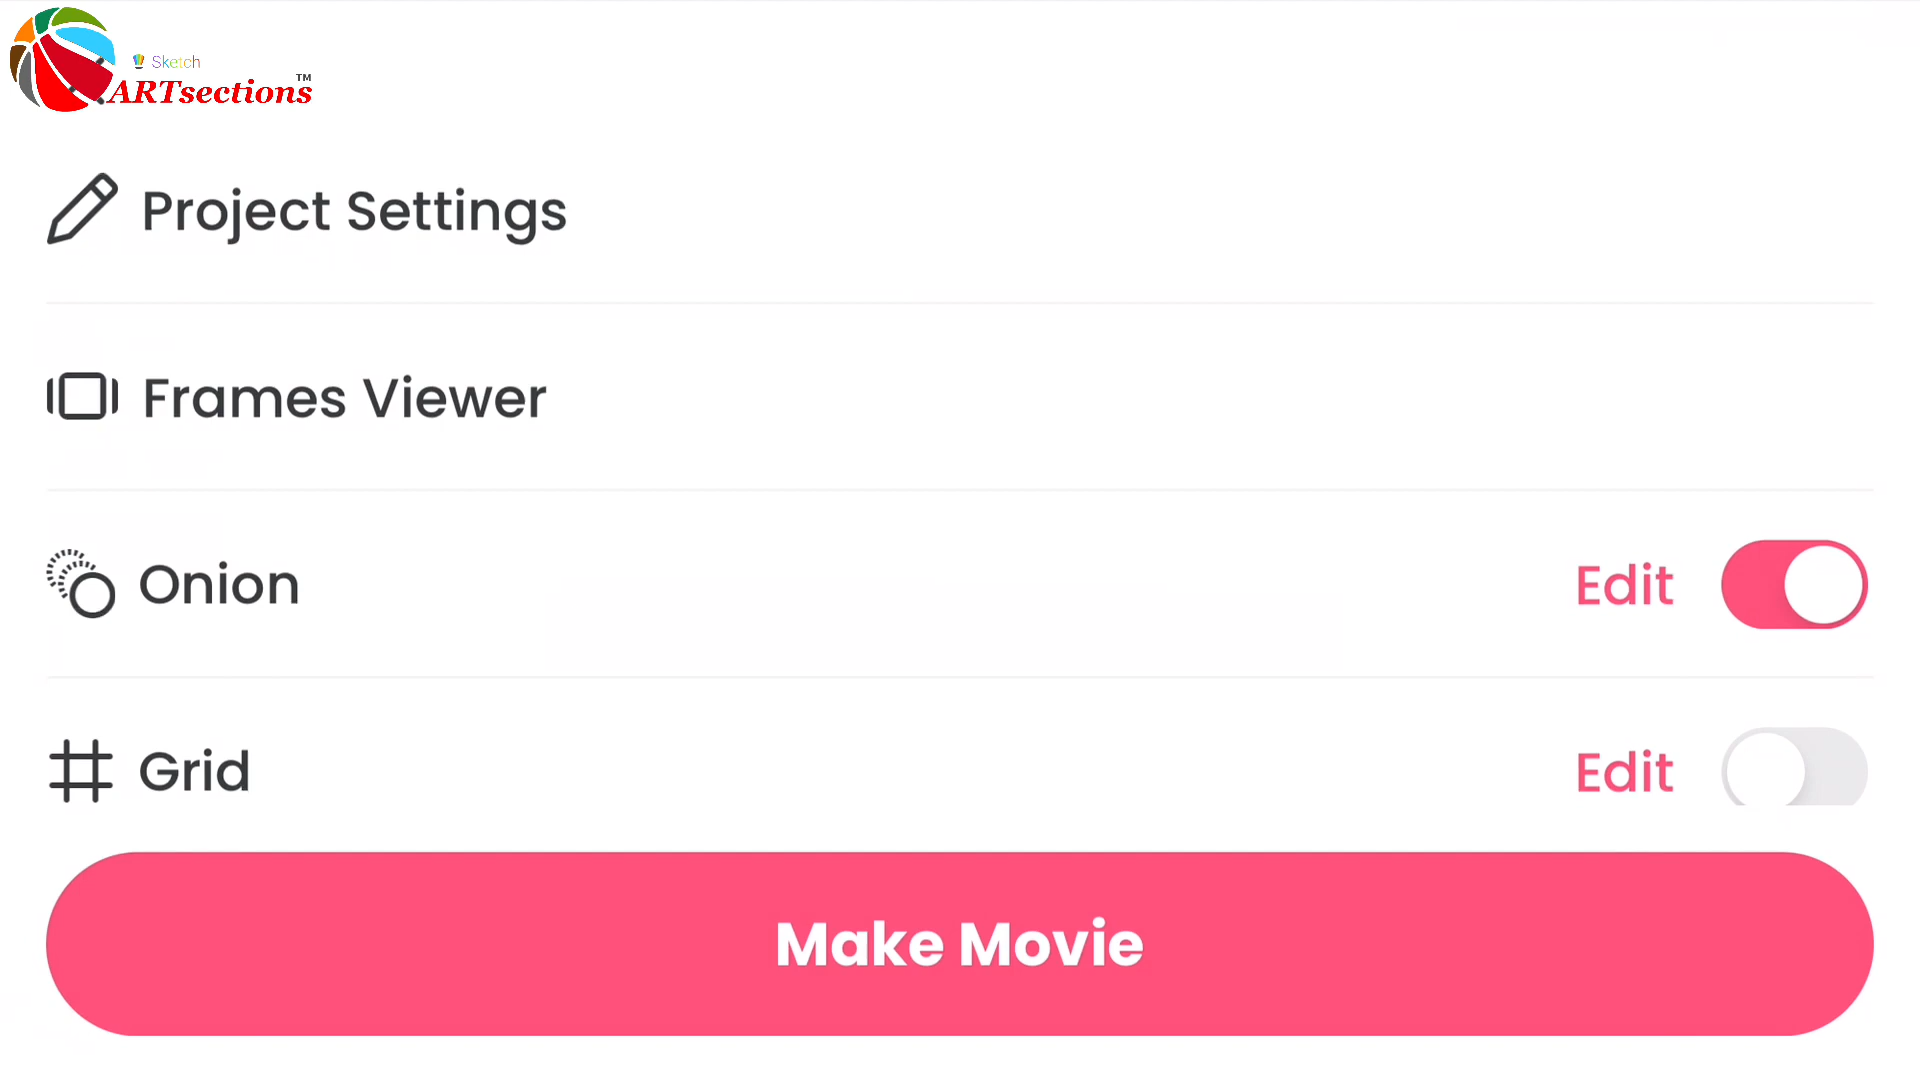 Sketch
ARTsections™
Project Settings
Frames Viewer
Onion Edit
Grid Edit
Make Movie